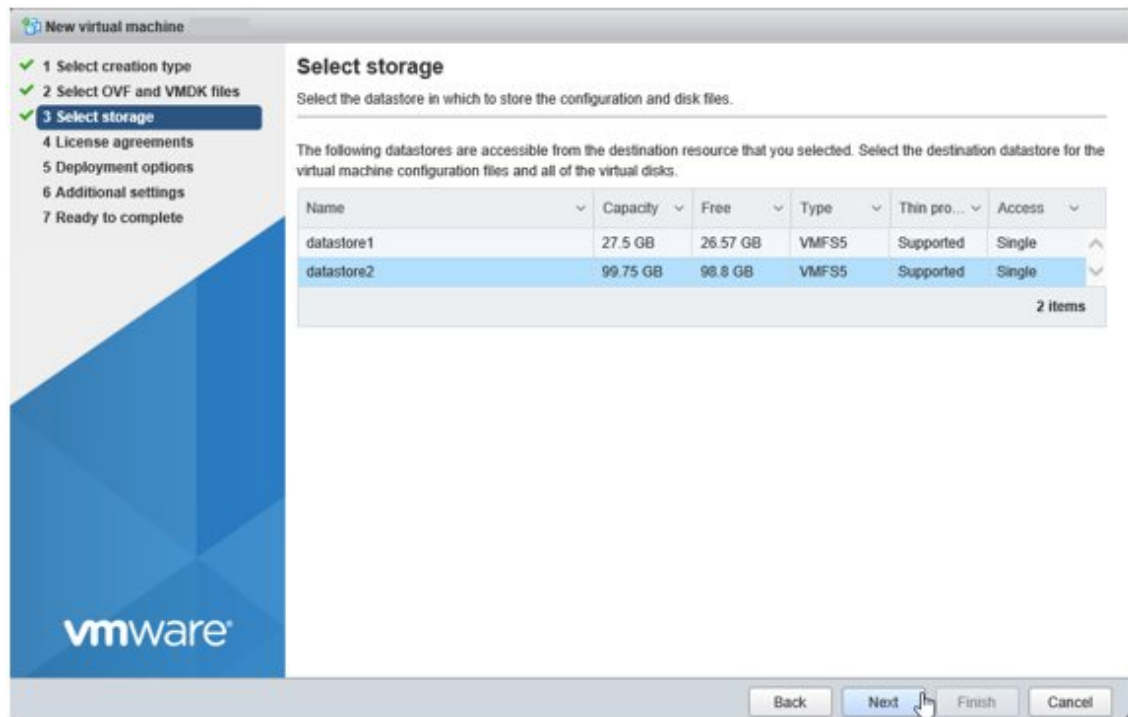 New virtual machine
1 Select creation type
2 Select OVF and VMDK files
3 Select storage
4 License agreements
5 Deployment options
6 Additional settings
7 Ready to complete
Select storage
Select the datastore in which to store the configuration and disk files.
The following datastores are accessible from the destination resource that you selected. Select the destination datastore for the
virtual machine configuration files and all of the virtual disks.
Name Capacity Free Type Thin pro... Access
datastore1 27.5 GB 26.57 GB VMFS5 Supported Single
datastore2 99.75 GB 98.8 GB VMFS5 Supported Single
2 items
vmware®
Back Next Finish Cancel